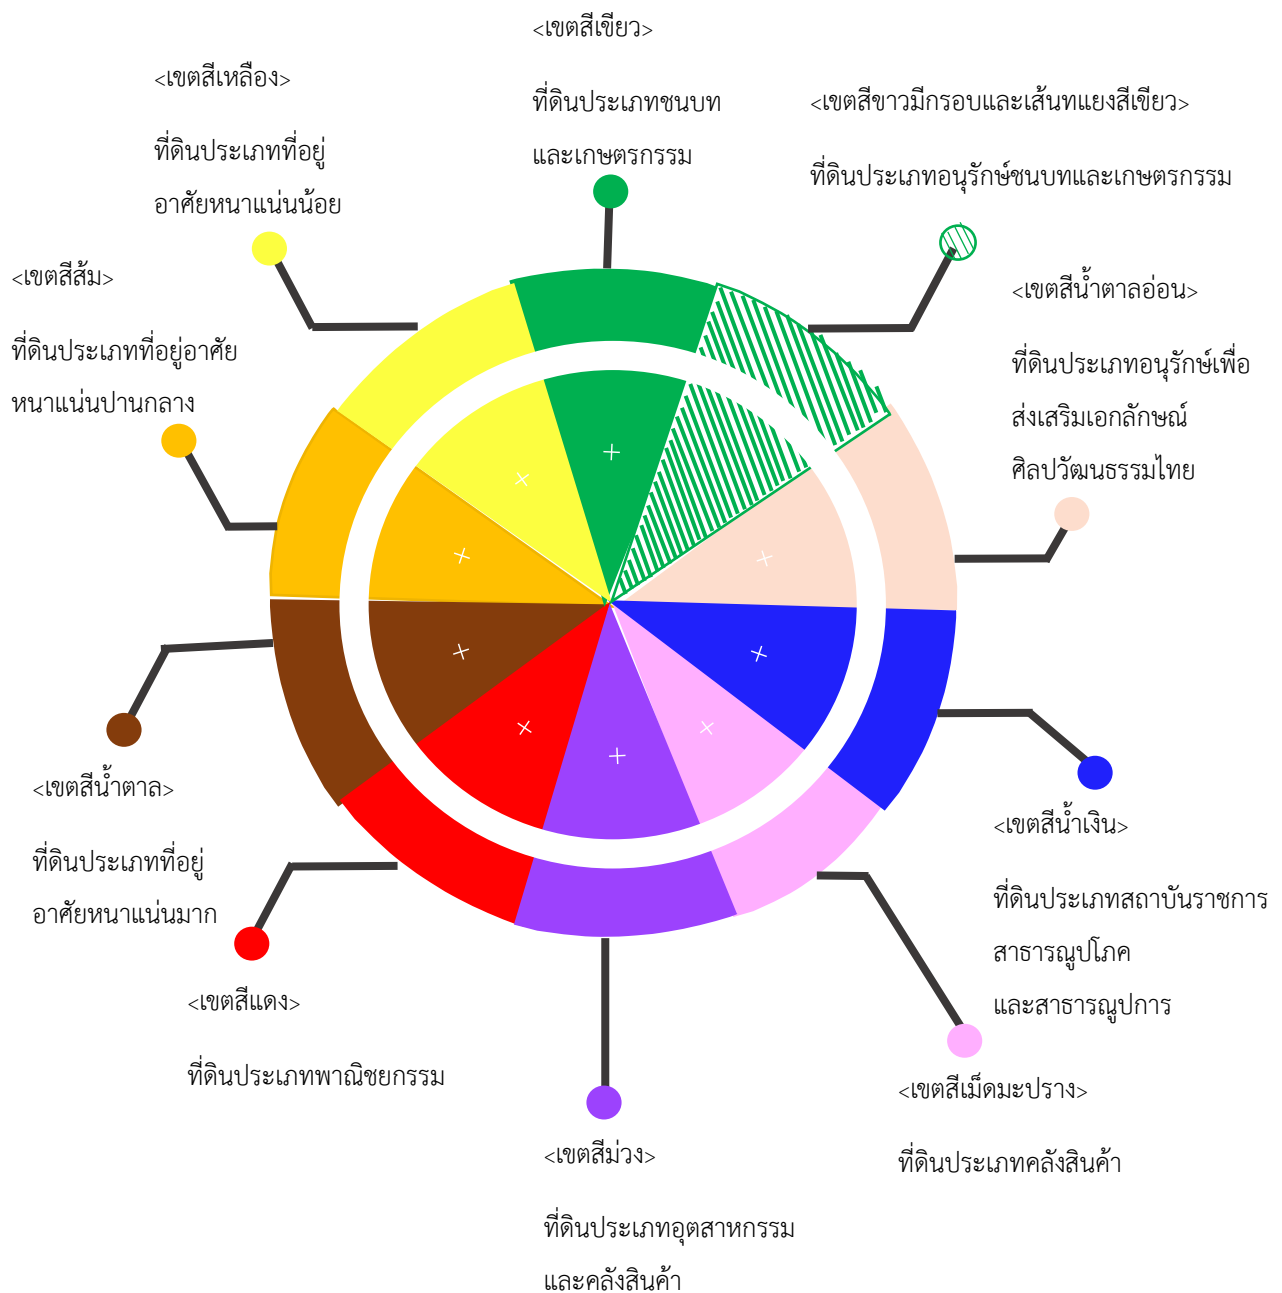 <เขตสีเขียว>
ที่ดินประเภทชนบท
และเกษตรกรรม
<เขตสีขาวมีกรอบและเส้นทแยงสีเขียว>
ที่ดินประเภทอนุรักษ์ชนบทและเกษตรกรรม
<เขตสีน้ำตาลอ่อน>
ที่ดินประเภทอนุรักษ์เพื่อ
ส่งเสริมเอกลักษณ์
ศิลปวัฒนธรรมไทย
<เขตสีน้ำเงิน>
ที่ดินประเภทสถาบันราชการ
สาธารณูปโภค
และสาธารณูปการ
<เขตสีเม็ดมะปราง>
ที่ดินประเภทคลังสินค้า
<เขตสีม่วง>
ที่ดินประเภทอุตสาหกรรม
และคลังสินค้า
<เขตสีแดง>
ที่ดินประเภทพาณิชยกรรม
<เขตสีน้ำตาล>
ที่ดินประเภทที่อยู่
อาศัยหนาแน่นมาก
<เขตสีส้ม>
ที่ดินประเภทที่อยู่อาศัย
หนาแน่นปานกลาง
<เขตสีเหลือง>
ที่ดินประเภทที่อยู่
อาศัยหนาแน่นน้อย